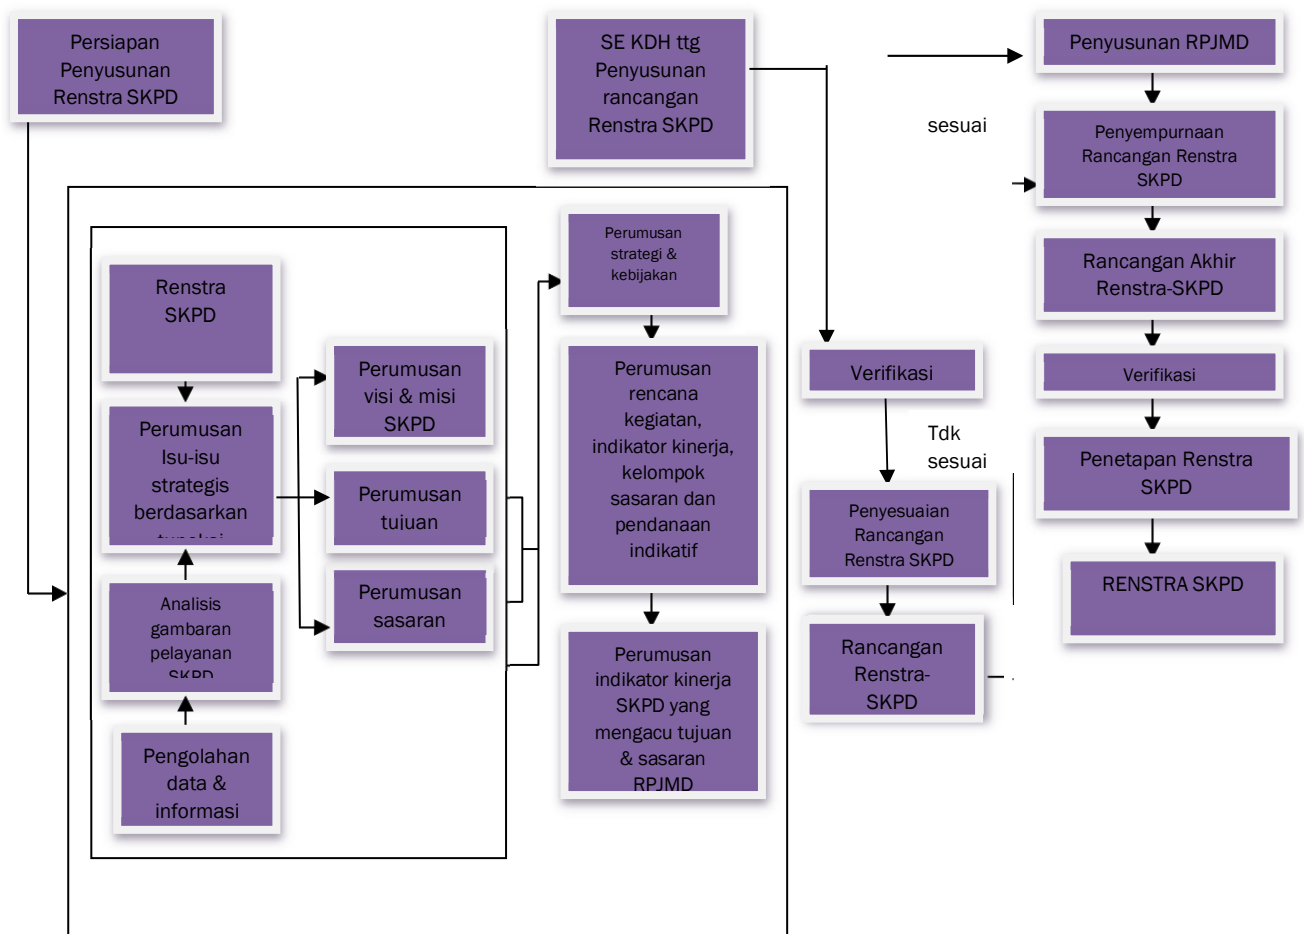 Persiapan
Penyusunan
Renstra SKPD
SE KDH ttg
Penyusunan
rancangan
Renstra SKPD
Penyusunan RPJMD
sesuai
Penyempurnaan
Rancangan Renstra
SKPD
Rancangan Akhir
Renstra-SKPD
Verifikasi
Penetapan Renstra
SKPD
RENSTRA SKPD
Renstra
SKPD
Perumusan
Isu-isu
strategis
berdasarkan
Analisis
gambaran
pelayanan
SKPD
Pengolahan
data &
informasi
Perumusan
visi & misi
SKPD
Perumusan
tujuan
Perumusan
sasaran
Perumusan
strategi &
kebijakan
Perumusan
rencana
kegiatan,
indikator kinerja,
kelompok
sasaran dan
pendanaan
indikatif
Perumusan
indikator kinerja
SKPD yang
mengacu tujuan
& sasaran
RPJMD
Verifikasi
Tdk
sesuai
Penyesuaian
Rancangan
Renstra SKPD
Rancangan
Renstra-
SKPD